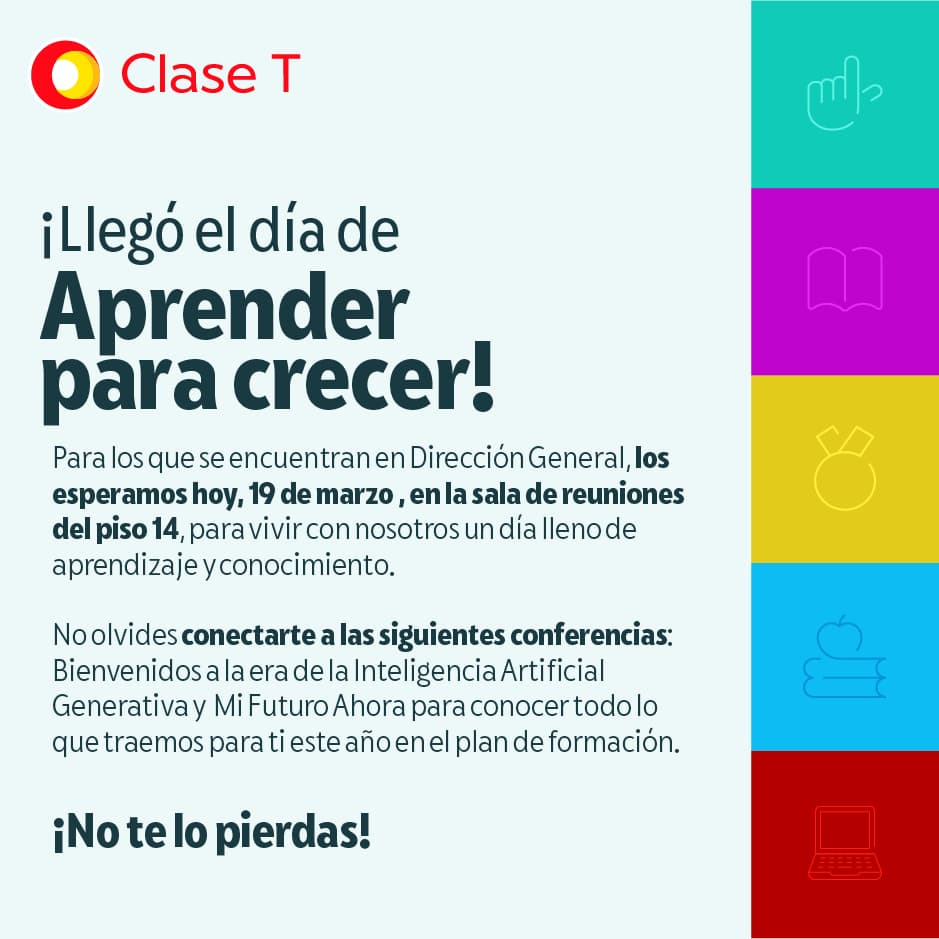 Clase T
¡Llegó el día de
Aprender
para crecer!
Para los que se encuentran en Dirección General, los
esperamos hoy, 19 de marzo , en la sala de reuniones
del piso 14, para vivir con nosotros un día lleno de
aprendizaje y conocimiento.
No olvides conectarte a las siguientes conferencias:
Bienvenidos a la era de la Inteligencia Artificial
Generativa y Mi Futuro Ahora para conocer todo lo
que traemos para ti este año en el plan de formación.
¡No te lo pierdas!